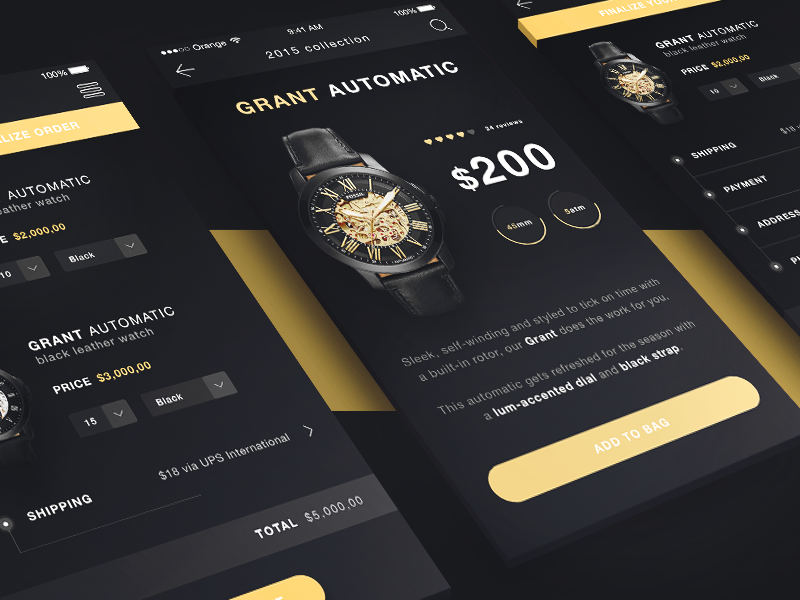 100%
LIZE ORDER
AUTOMATIC
leather watch
E $2,000,00
10 Black
GRANT AUTOMATIC
black leather watch
PRICE $3,000,00
15 Black
$18 via UPS International
SHIPPING
TOTAL $5,000,00
Orange 9:41 AM 100%
2015 collection
GRANT AUTOMATIC
24 reviews
$200
45mm 5atm
FOSSIL
Sleek, self-winding and styled to tick on time with
a built-in rotor, our Grant does the work for you.
This automatic gets refreshed for the season with
a lum-accented dial and black strap.
ADD TO BAG
FINALIZE YOU
GRANT AUTOMATIC
black leather watch
PRICE $2,000,00
10 Black
SHIPPING $18
PAYMENT
ADDRESS